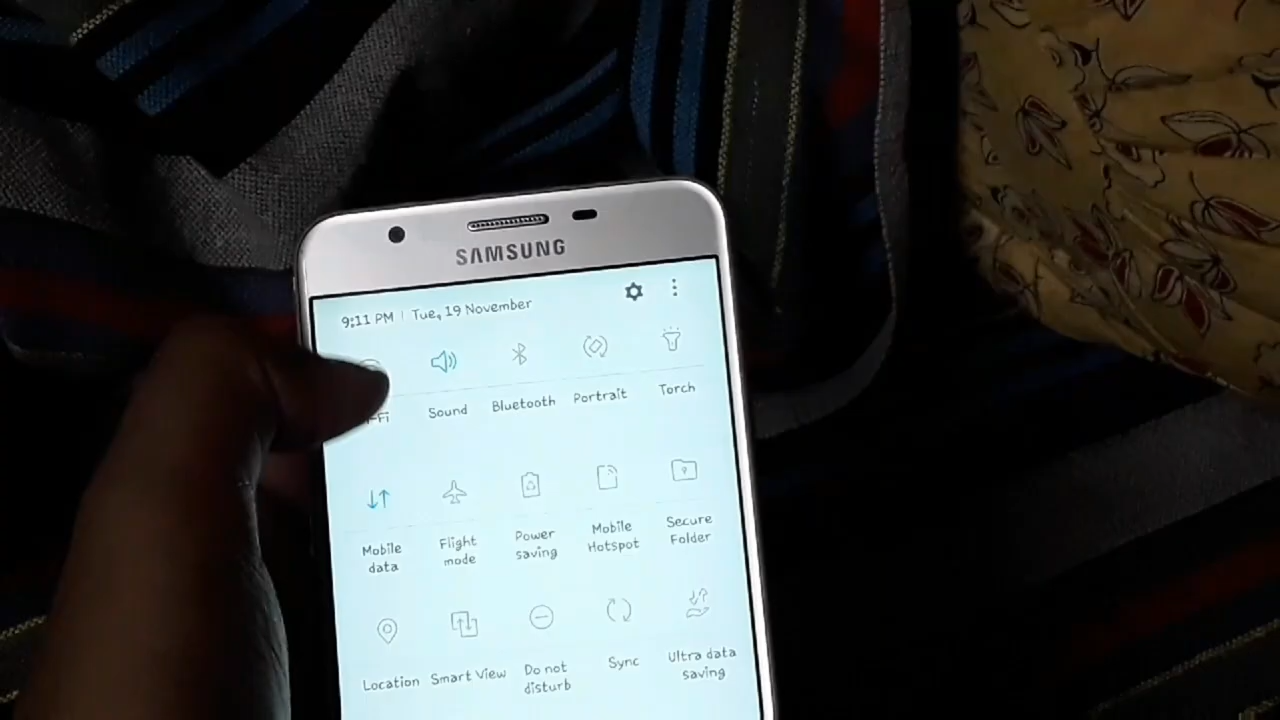 SAMSUNG
9:11 PM | Tue, 19 November
Sound Bluetooth Portrait Torch
Mobile data Flight mode Power saving Mobile Hotspot Secure Folder
Location Smart View Do not disturb Sync Ultra data saving